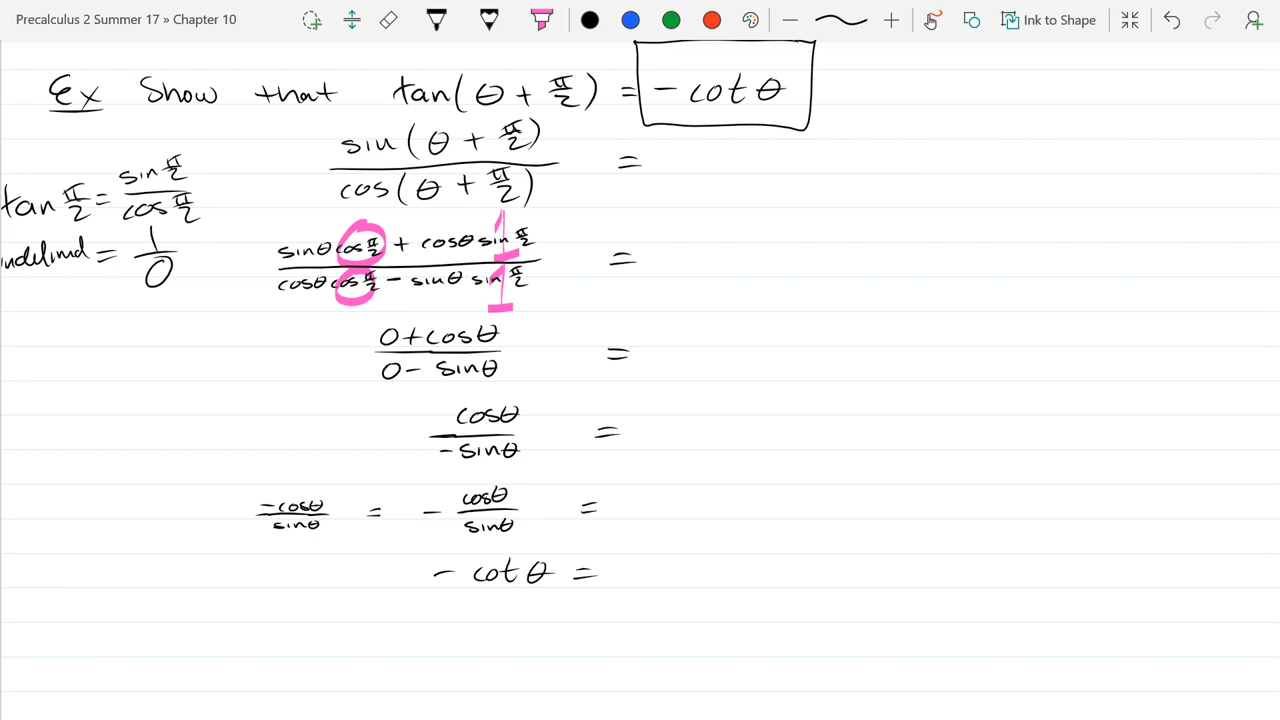 Precalculus 2 Summer 17 » Chapter 10
Ink to Shape
Ex Show that tan(θ + π/2) = - cot θ
sin(θ + π/2) / cos(θ + π/2) =
tan π/2 = sin π/2 / cos π/2
undefined = 1/0
sinθ cos π/2 + cosθ sin π/2 / cosθ cos π/2 - sinθ sin π/2 =
0 1
0 1
0 + cosθ / 0 - sinθ =
cosθ / - sinθ =
-cosθ / sinθ = - cosθ / sinθ =
- cot θ =